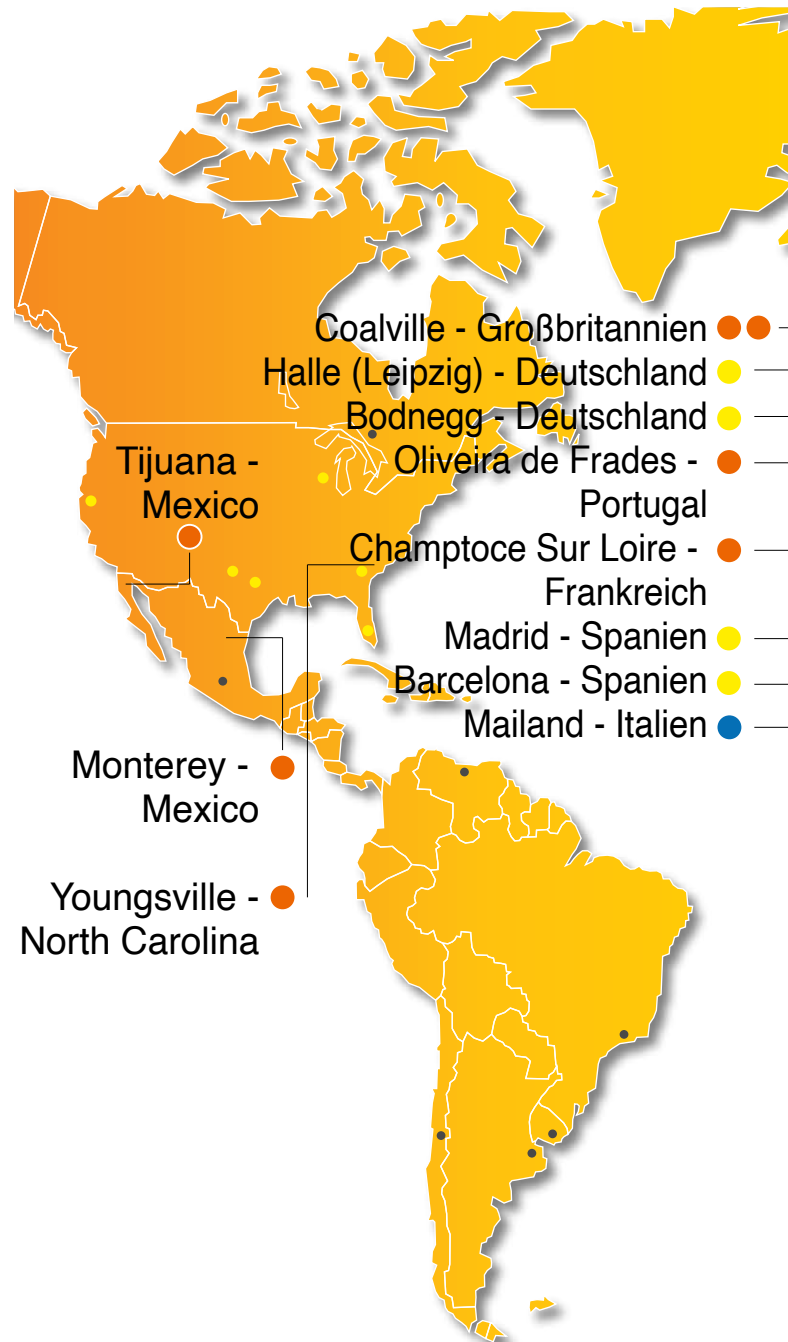 Coalville - Großbritannien
Halle (Leipzig) - Deutschland
Bodnegg - Deutschland
Oliveira de Frades -
Portugal
Champtoce Sur Loire -
Frankreich
Madrid - Spanien
Barcelona - Spanien
Mailand - Italien
Tijuana -
Mexico
Monterey -
Mexico
Youngsville -
North Carolina